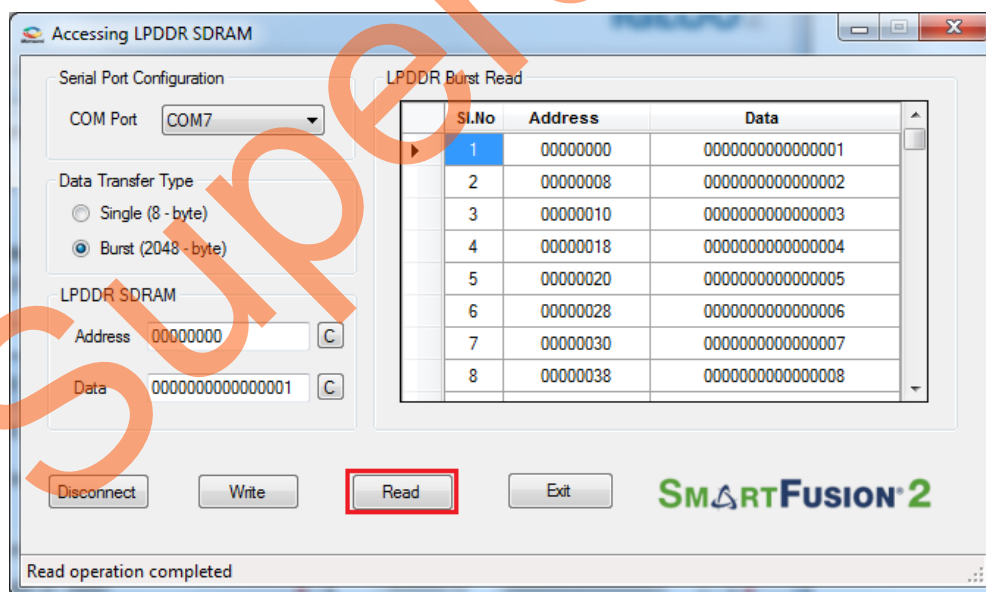 Accessing LPDDR SDRAM
Serial Port Configuration
COM Port COM7
Data Transfer Type
Single (8 - byte)
Burst (2048 - byte)
LPDDR SDRAM
Address 00000000 C
Data 0000000000000001 C
LPDDR Burst Read
Sl.No Address Data
1 00000000 0000000000000001
2 00000008 0000000000000002
3 00000010 0000000000000003
4 00000018 0000000000000004
5 00000020 0000000000000005
6 00000028 0000000000000006
7 00000030 0000000000000007
8 00000038 0000000000000008
Disconnect Write Read Exit
SMARTFUSION® 2
Read operation completed
Super